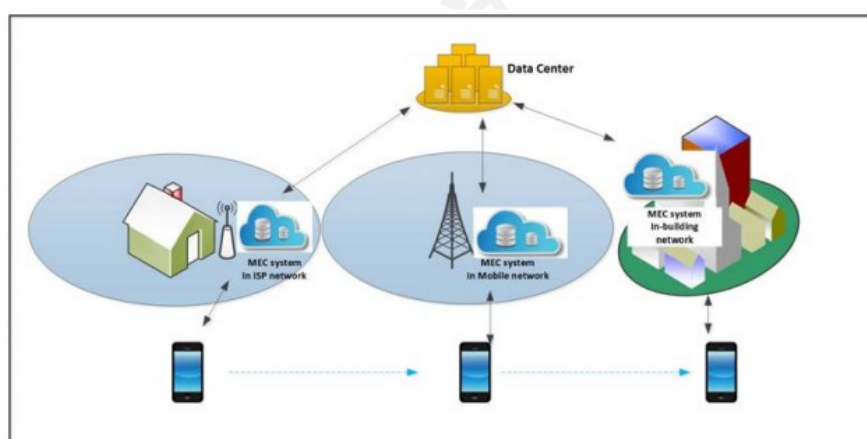 Data Center
MEC system
In ISP network
MEC system
In Mobile network
MEC system
In-building
network